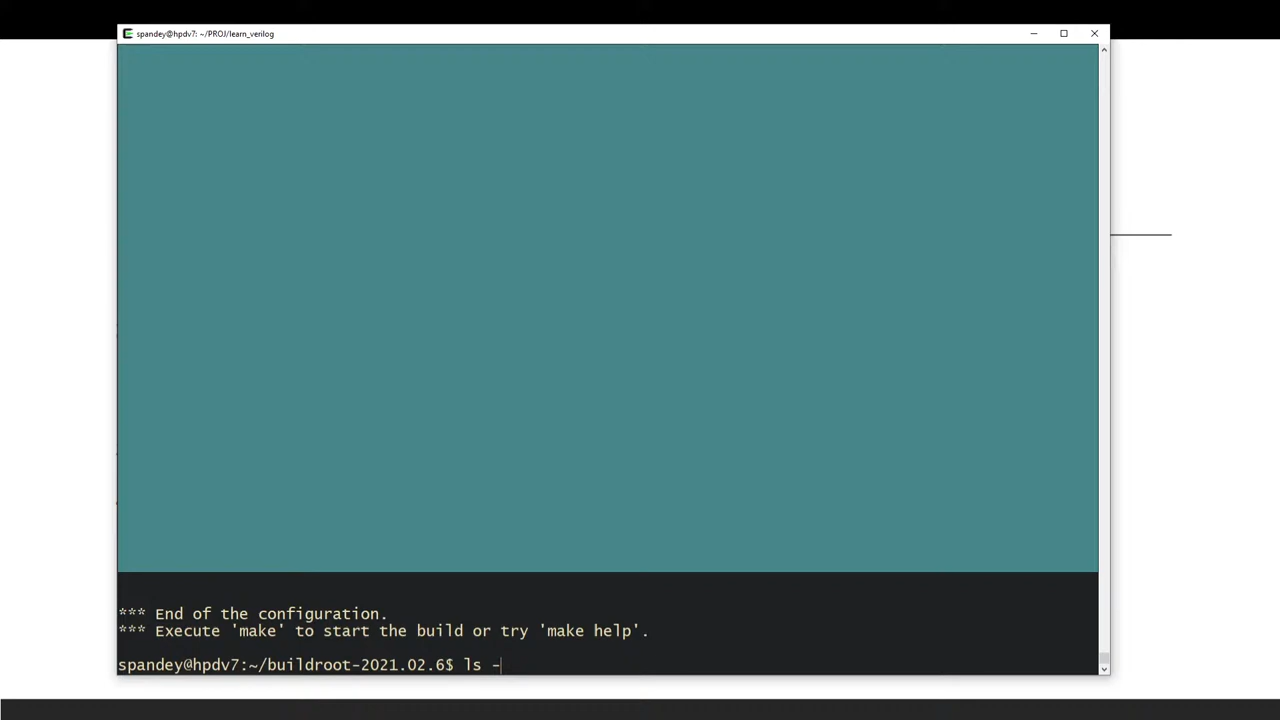 spandey@hpdv7: ~/PROJ/learn_verilog
*** End of the configuration.
*** Execute 'make' to start the build or try 'make help'.
spandey@hpdv7:~/buildroot-2021.02.6$ ls -